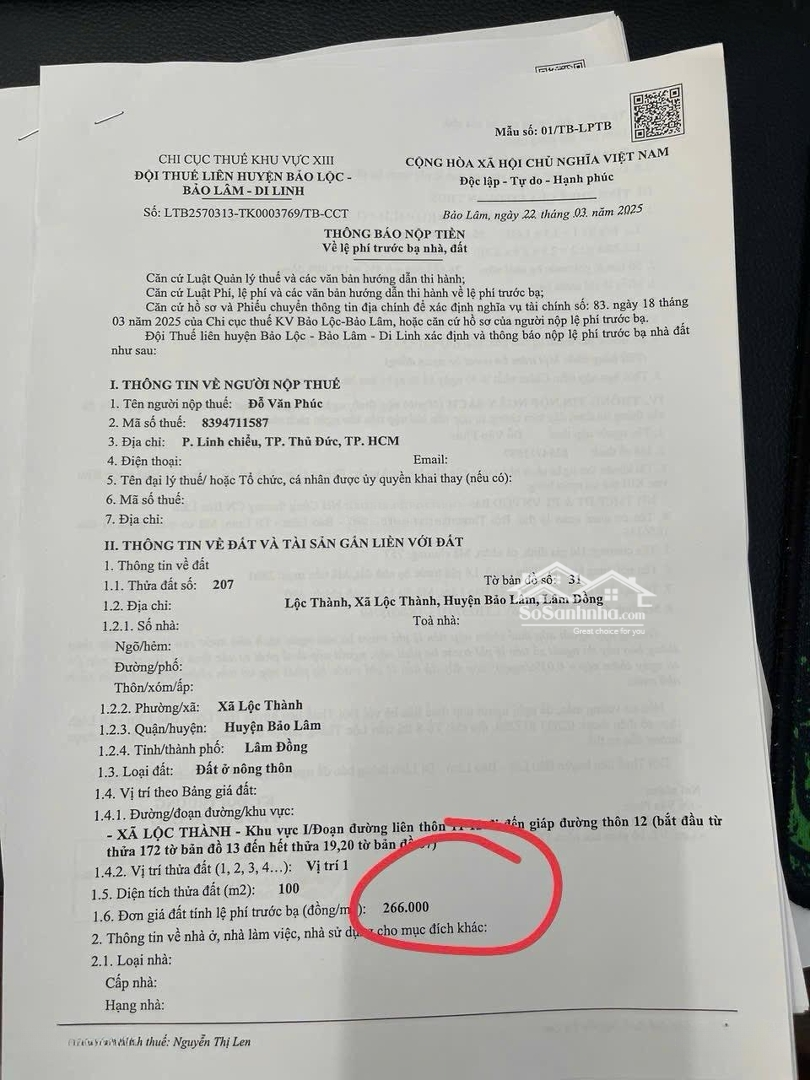 Mẫu số: 01/TB-LPTB
CHI CỤC THUẾ KHU VỰC XIII
ĐỘI THUẾ LIÊN HUYỆN BẢO LỘC -
BẢO LÂM - DI LINH
CỘNG HÒA XÃ HỘI CHỦ NGHĨA VIỆT NAM
Độc lập - Tự do - Hạnh phúc
Số: LTB2570313-TK0003769/TB-CCT
Bảo Lâm, ngày 22 tháng 03 năm 2025
THÔNG BÁO NỘP TIỀN
Về lệ phí trước bạ nhà, đất
Căn cứ Luật Quản lý thuế và các văn bản hướng dẫn thi hành;
Căn cứ Luật Phí, lệ phí và các văn bản hướng dẫn thi hành về lệ phí trước bạ;
Căn cứ hồ sơ và Phiếu chuyển thông tin địa chính để xác định nghĩa vụ tài chính số: 83. ngày 18 tháng
03 năm 2025 của Chi cục thuế KV Bảo Lộc-Bảo Lâm, hoặc căn cứ hồ sơ của người nộp lệ phí trước bạ.
Đội Thuế liên huyện Bảo Lộc - Bảo Lâm - Di Linh xác định và thông báo nộp lệ phí trước bạ nhà đất
như sau:
I. THÔNG TIN VỀ NGƯỜI NỘP THUẾ
1. Tên người nộp thuế: Đỗ Văn Phúc
2. Mã số thuế: 8394711587
3. Địa chỉ: P. Linh chiểu, TP. Thủ Đức, TP. HCM
4. Điện thoại: Email:
5. Tên đại lý thuế/ hoặc Tổ chức, cá nhân được ủy quyền khai thay (nếu có):
6. Mã số thuế:
7. Địa chỉ:
II. THÔNG TIN VỀ ĐẤT VÀ TÀI SẢN GẮN LIỀN VỚI ĐẤT
1. Thông tin về đất
1.1. Thửa đất số: 207 Tờ bản đồ số: 31
1.2. Địa chỉ: Lộc Thành, Xã Lộc Thành, Huyện Bảo Lâm, Lâm Đồng
1.2.1. Số nhà: Toà nhà:
SoSanhnha.com
Great choice for you
Ngõ/hẻm:
Đường/phố:
Thôn/xóm/ấp:
1.2.2. Phường/xã: Xã Lộc Thành
1.2.3. Quận/huyện: Huyện Bảo Lâm
1.2.4. Tỉnh/thành phố: Lâm Đồng
1.3. Loại đất: Đất ở nông thôn
1.4. Vị trí theo Bảng giá đất:
1.4.1. Đường/đoạn đường/khu vực:
- XÃ LỘC THÀNH - Khu vực I/Đoạn đường liên thôn đến giáp đường thôn 12 (bắt đầu từ
thửa 172 tờ bản đồ 13 đến hết thửa 19,20 tờ bản
1.4.2. Vị trí thửa đất (1, 2, 3, 4…): Vị trí 1
1.5. Diện tích thửa đất (m2): 100
1.6. Đơn giá đất tính lệ phí trước bạ (đồng/m 266.000
2. Thông tin về nhà ở, nhà làm việc, nhà sử dụng cho mục đích khác:
2.1. Loại nhà:
Cấp nhà:
Hạng nhà:
thuế: Nguyễn Thị Len